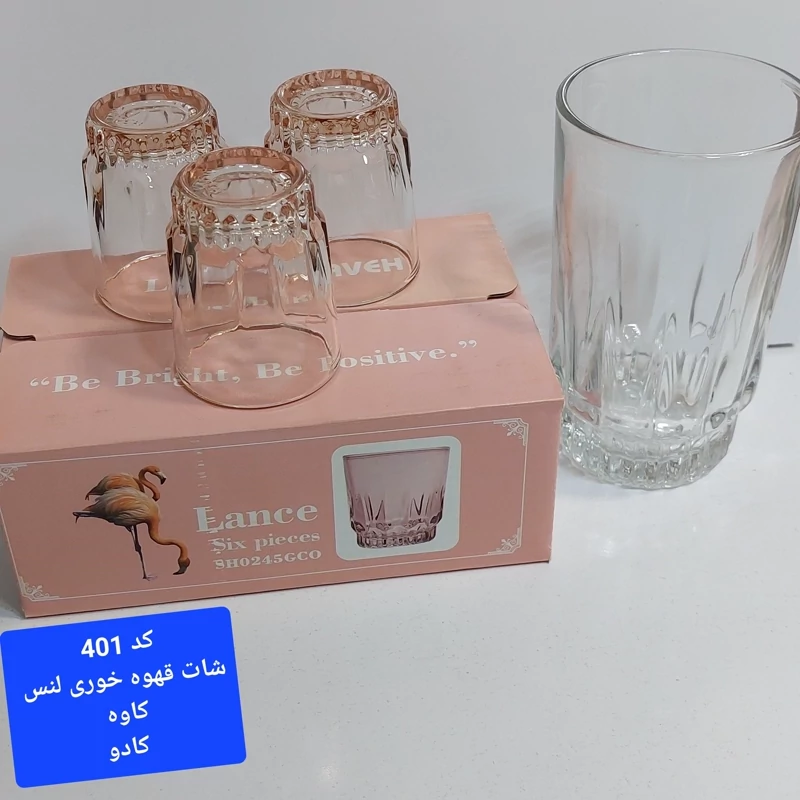 "Be Bright, Be Positive."
Lance
Six pieces
SH0245GCO
کد 401
شات قهوه خوری لنس
کاوه
کادو